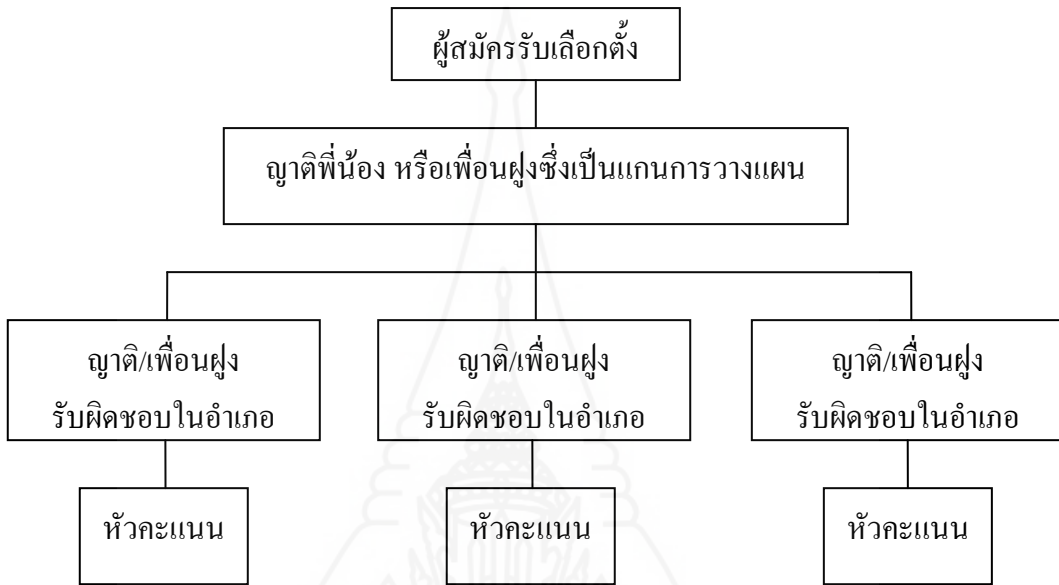 ผู้สมัครรับเลือกตั้ง
ญาติพี่น้อง หรือเพื่อนฝูงซึ่งเป็นแกนการวางแผน
ญาติ/เพื่อนฝูง
รับผิดชอบในอำเภอ
ญาติ/เพื่อนฝูง
รับผิดชอบในอำเภอ
ญาติ/เพื่อนฝูง
รับผิดชอบในอำเภอ
หัวคะแนน
หัวคะแนน
หัวคะแนน